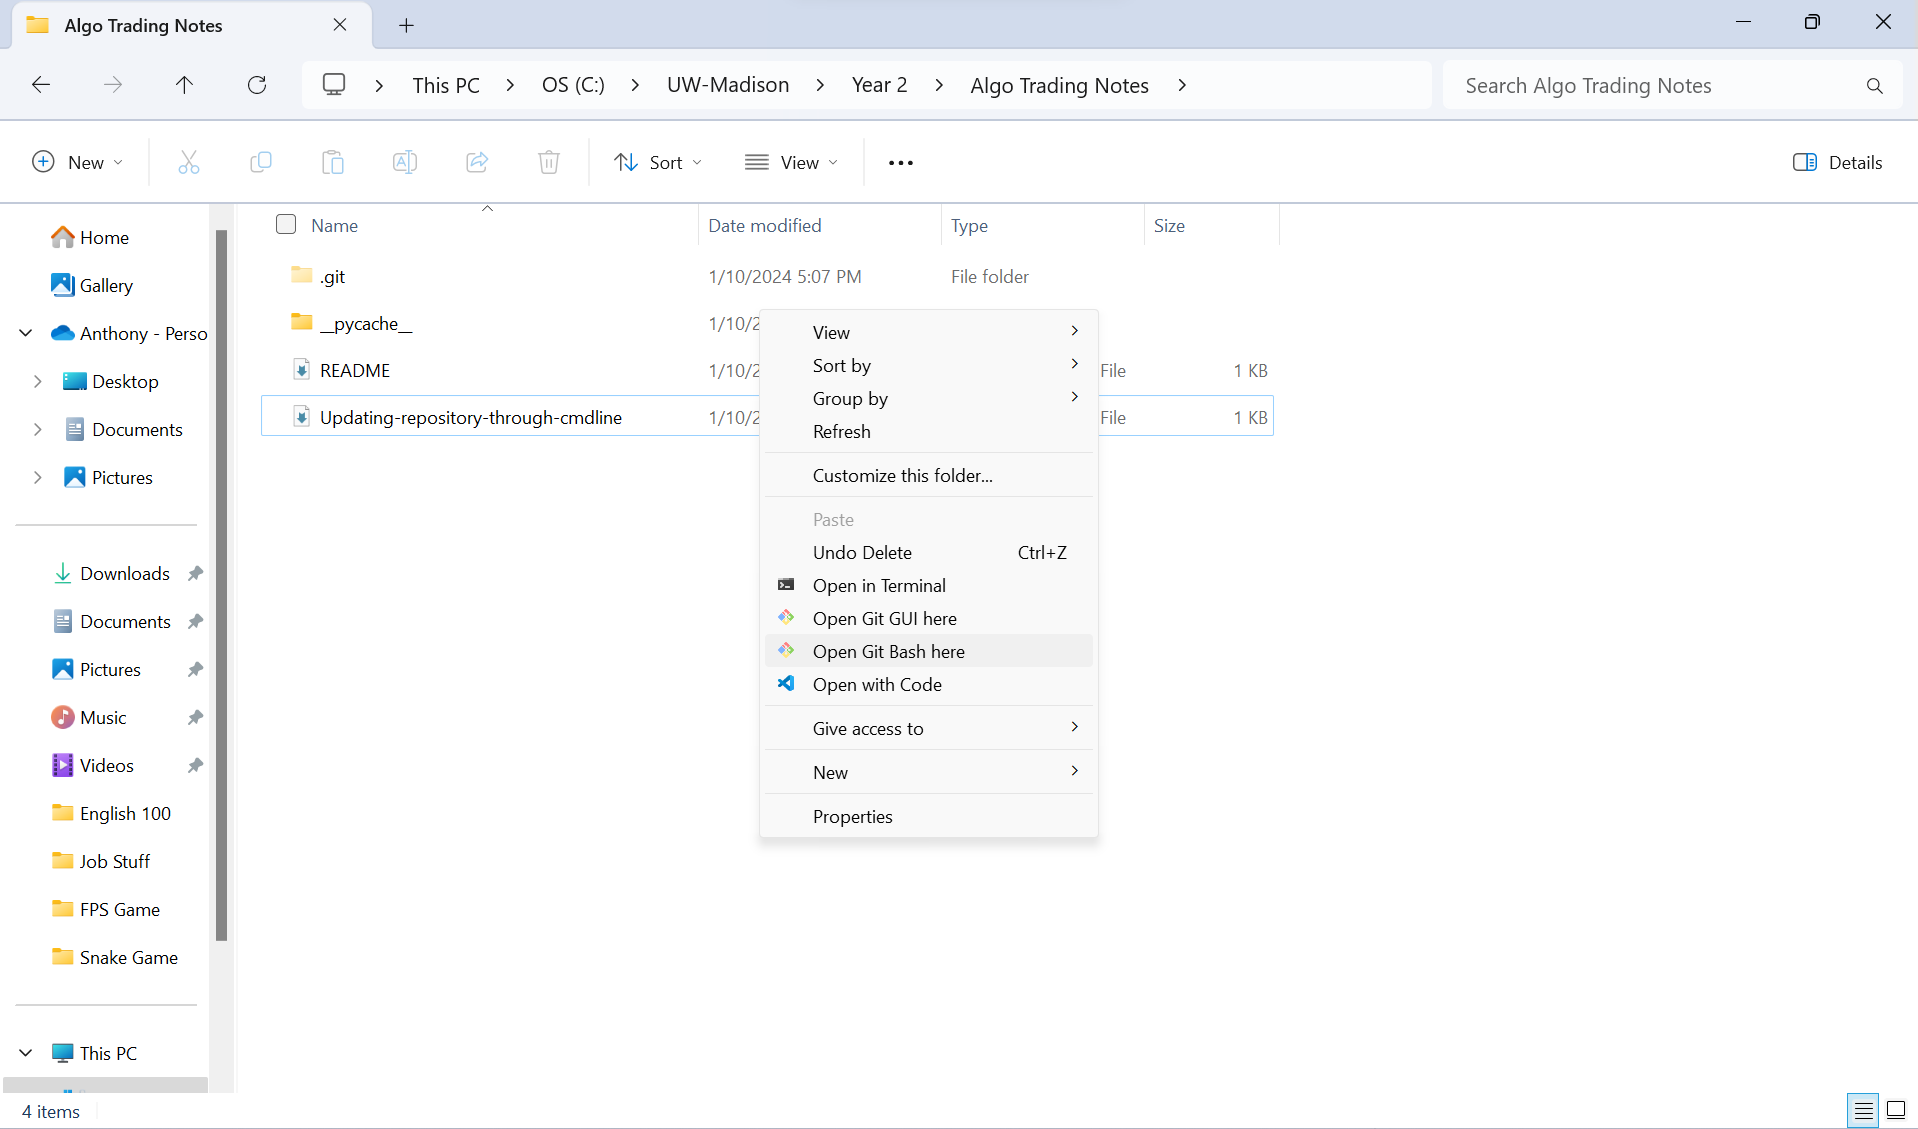 Algo Trading Notes
This PC > OS (C:) > UW-Madison > Year 2 > Algo Trading Notes >
Search Algo Trading Notes
New
Sort
View
Details
Name Date modified Type Size
.git 1/10/2024 5:07 PM File folder
__pycache__ 1/10/2
README 1/10/2 File 1 KB
Updating-repository-through-cmdline 1/10/2 File 1 KB
Home
Gallery
Anthony - Perso
Desktop
Documents
Pictures
Downloads
Documents
Pictures
Music
Videos
English 100
Job Stuff
FPS Game
Snake Game
This PC
View
Sort by
Group by
Refresh
Customize this folder...
Paste
Undo Delete Ctrl+Z
Open in Terminal
Open Git GUI here
Open Git Bash here
Open with Code
Give access to
New
Properties
4 items